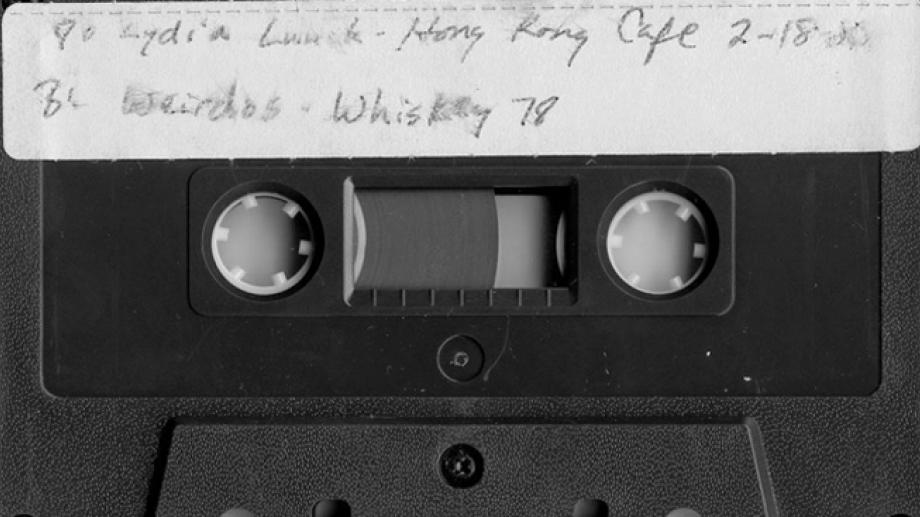 Lydia Lunch - Hong Kong Cafe 2-18
Weirdos - Whiskey 78